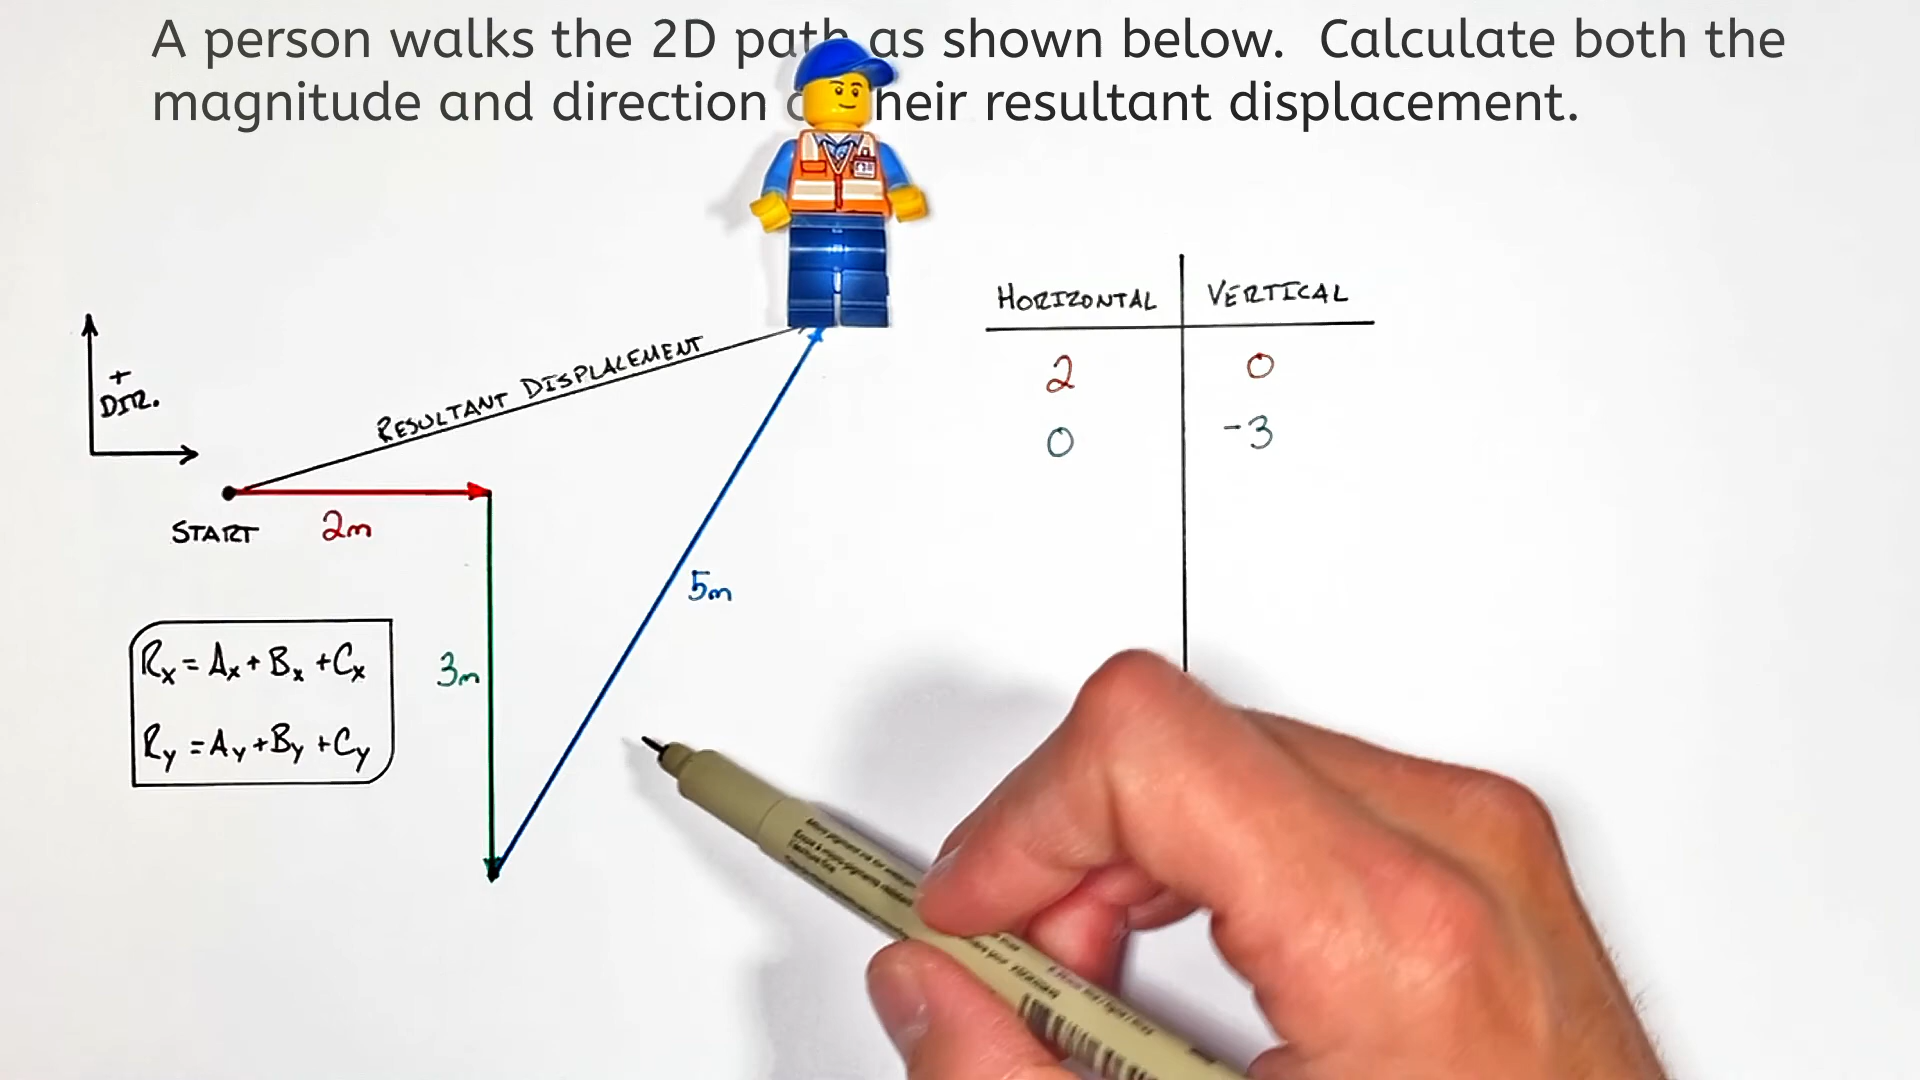 A person walks the 2D path as shown below. Calculate both the
magnitude and direction their resultant displacement.
+
DIR.
RESULTANT DISPLACEMENT
START
2m
3m
5m
Rx = Ax + Bx + Cx
Ry = Ay + By + Cy
HORIZONTAL VERTICAL
2 0
0 -3